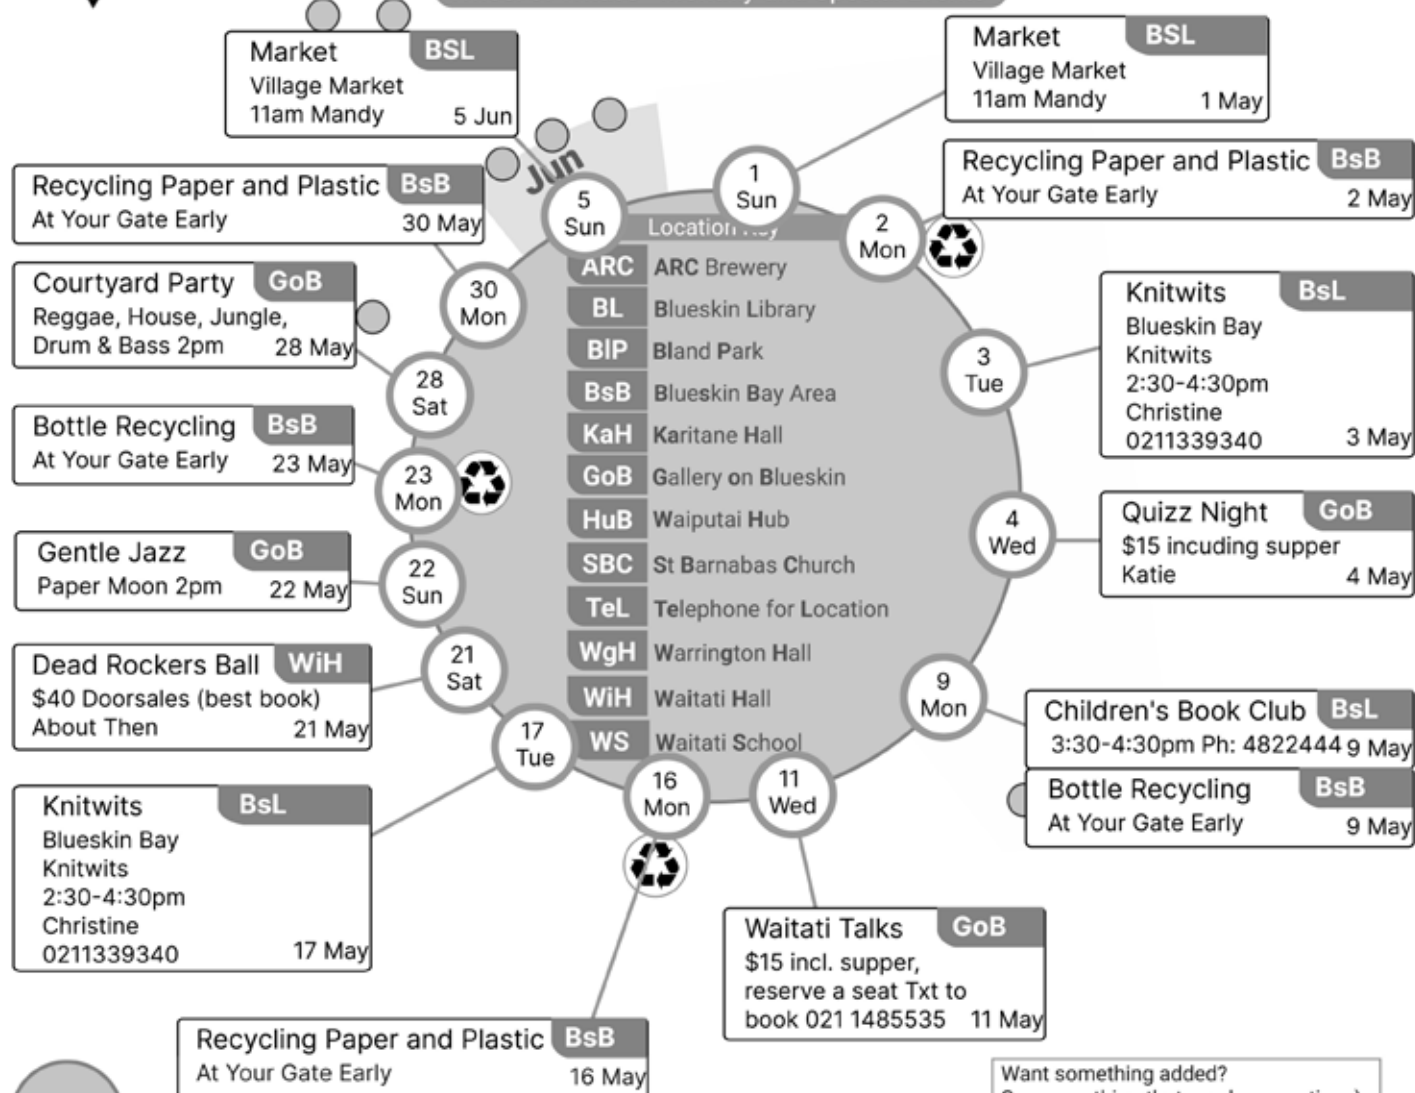 Market BSL
Village Market
11am Mandy 5 Jun
Market BSL
Village Market
11am Mandy 1 May
Recycling Paper and Plastic BsB
At Your Gate Early 2 May
Recycling Paper and Plastic BsB
At Your Gate Early 30 May
Jun
1
Sun
5
Sun
2
Mon
Location Key
ARC ARC Brewery
BL Blueskin Library
BlP Bland Park
BsB Blueskin Bay Area
KaH Karitane Hall
GoB Gallery on Blueskin
HuB Waiputai Hub
SBC St Barnabas Church
TeL Telephone for Location
WgH Warrington Hall
WiH Waitati Hall
WS Waitati School
30
Mon
Courtyard Party GoB
Reggae, House, Jungle,
Drum & Bass 2pm 28 May
28
Sat
Bottle Recycling BsB
At Your Gate Early 23 May
23
Mon
Gentle Jazz GoB
Paper Moon 2pm 22 May
22
Sun
Dead Rockers Ball WiH
$40 Doorsales (best book)
About Then 21 May
21
Sat
17
Tue
Knitwits BsL
Blueskin Bay
Knitwits
2:30-4:30pm
Christine
0211339340 17 May
3
Tue
Knitwits BsL
Blueskin Bay
Knitwits
2:30-4:30pm
Christine
0211339340 3 May
4
Wed
Quizz Night GoB
$15 incuding supper
Katie 4 May
9
Mon
Children's Book Club BsL
3:30-4:30pm Ph: 4822444 9 May
Bottle Recycling BsB
At Your Gate Early 9 May
11
Wed
16
Mon
Waitati Talks GoB
$15 incl. supper,
reserve a seat Txt to
book 021 1485535 11 May
Recycling Paper and Plastic BsB
At Your Gate Early 16 May
Want something added?